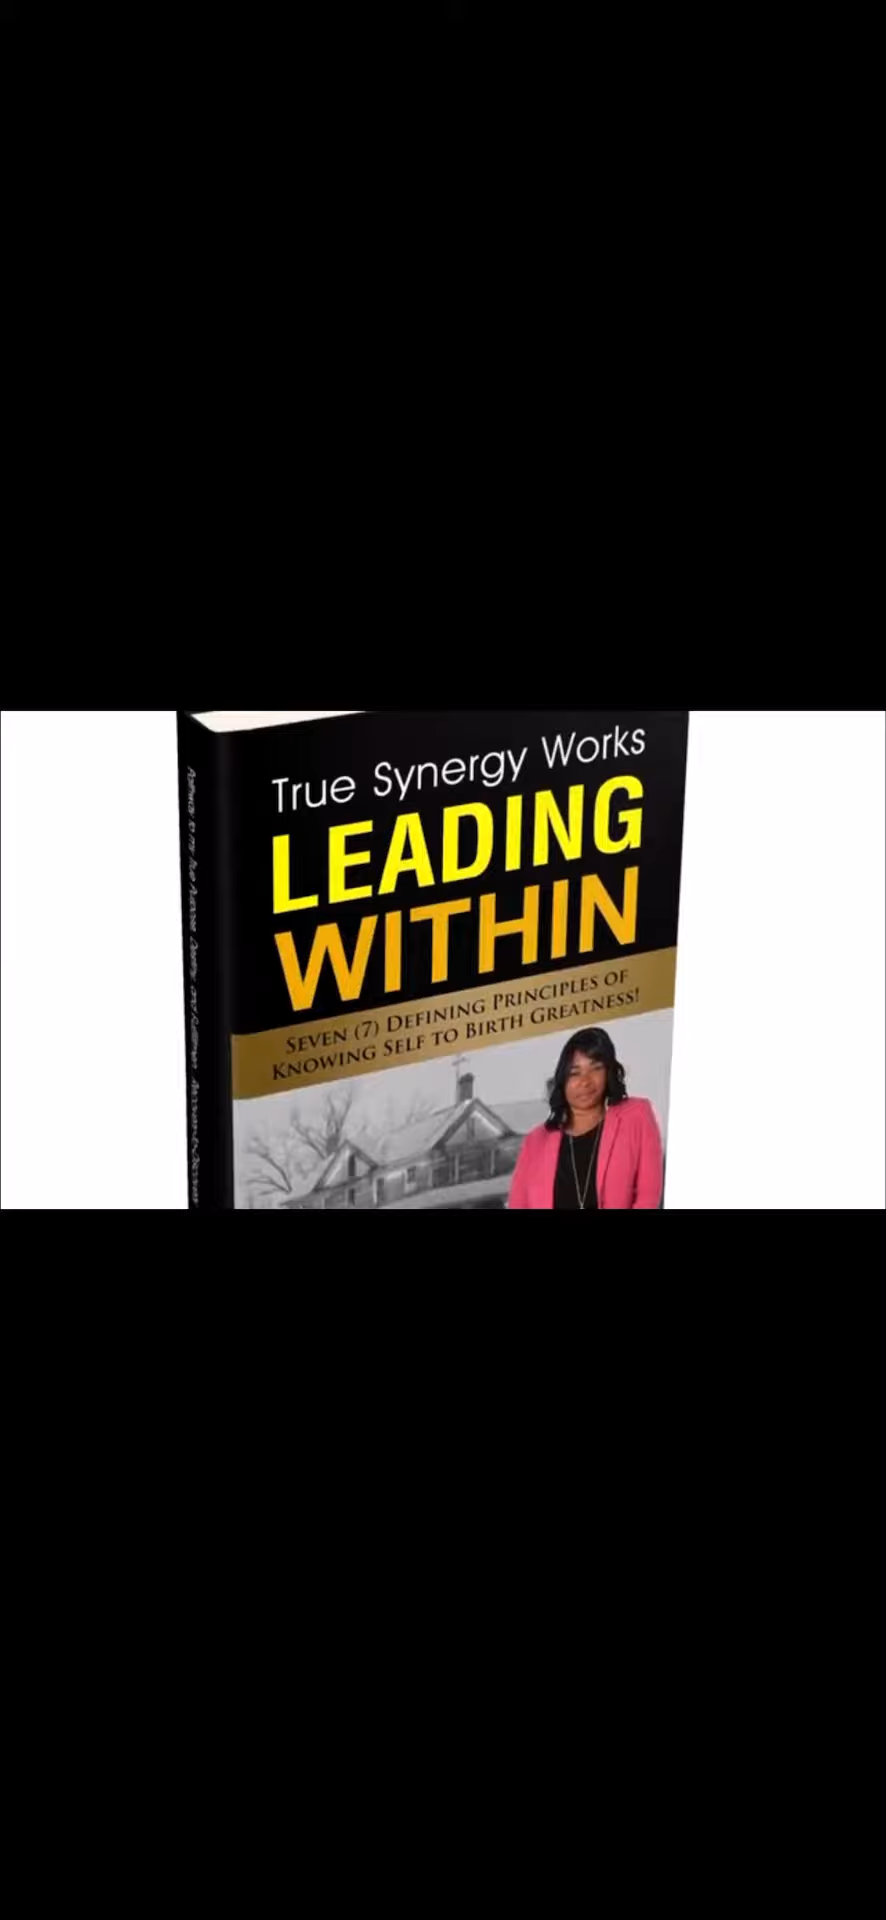 True Synergy Works
LEADING
WITHIN
SEVEN (7) DEFINING PRINCIPLES OF
KNOWING SELF TO BIRTH GREATNESS!